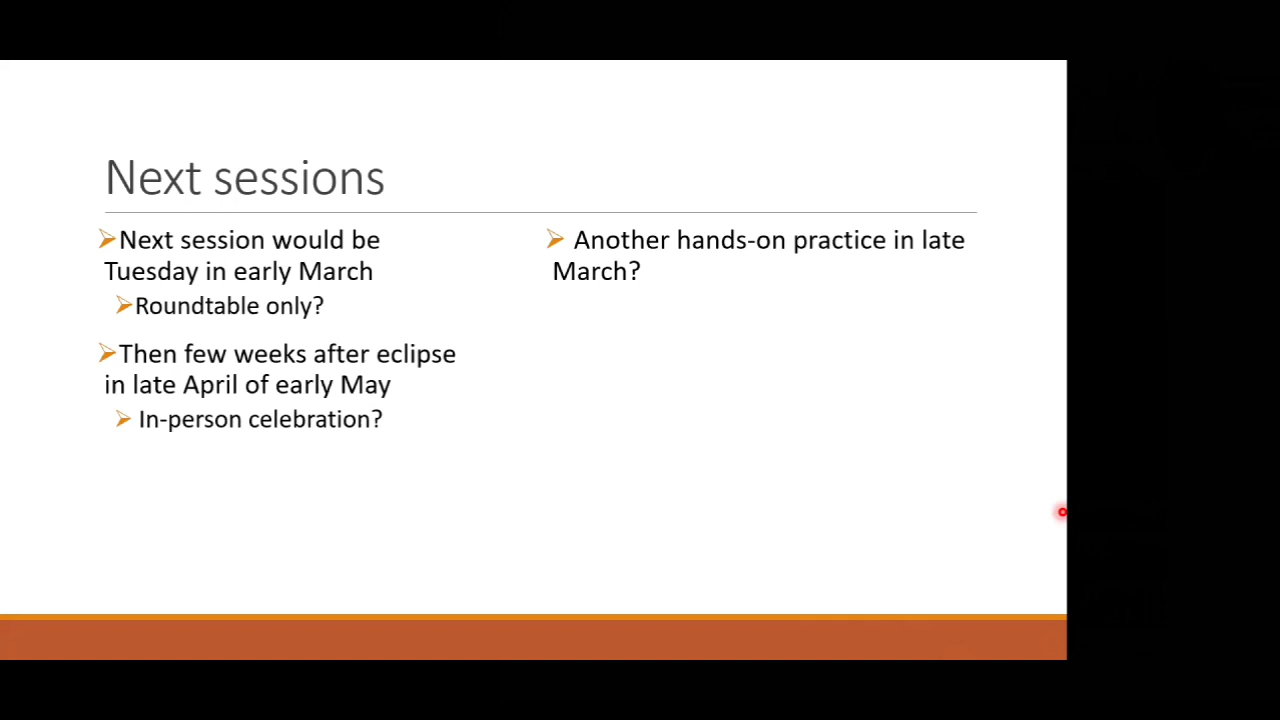 Next sessions
Next session would be
Tuesday in early March
Roundtable only?
Then few weeks after eclipse
in late April of early May
In-person celebration?
Another hands-on practice in late
March?